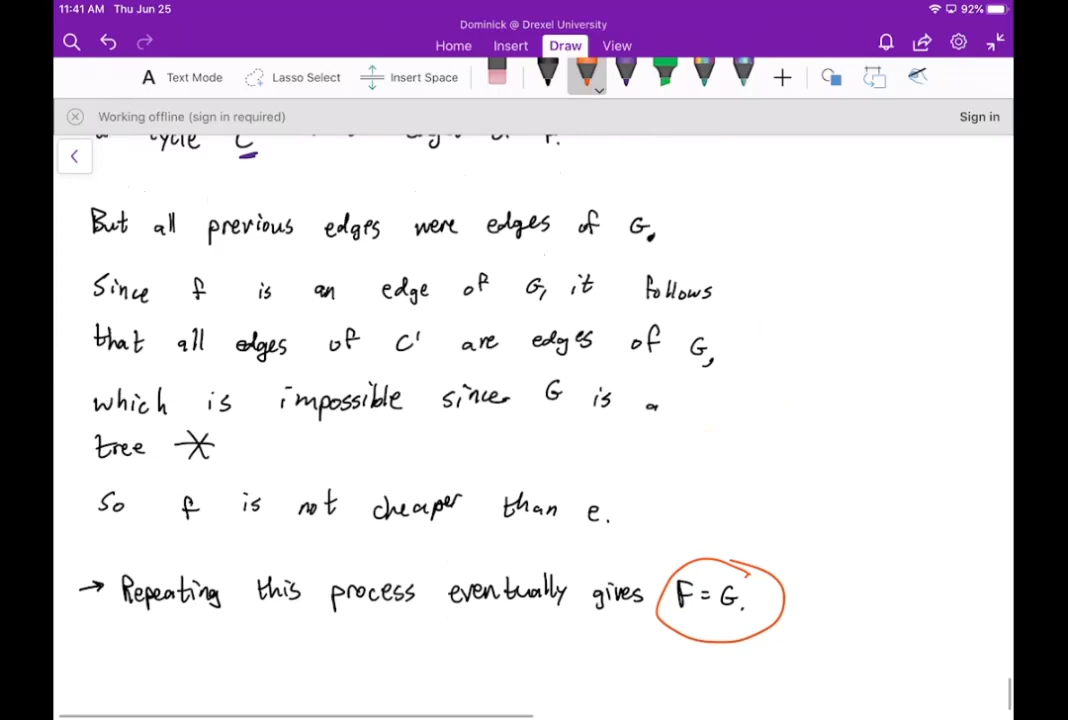 11:41 AM Thu Jun 25
92%
Dominick @ Drexel University
Home Insert Draw View
A Text Mode Lasso Select Insert Space
Working offline (sign in required) Sign in
cycle C F.
But all previous edges were edges of G.
Since f is an edge of G, it follows
that all edges of C' are edges of G,
which is impossible since G is a
tree
So f is not cheaper than e.
→ Repeating this process eventually gives F = G.